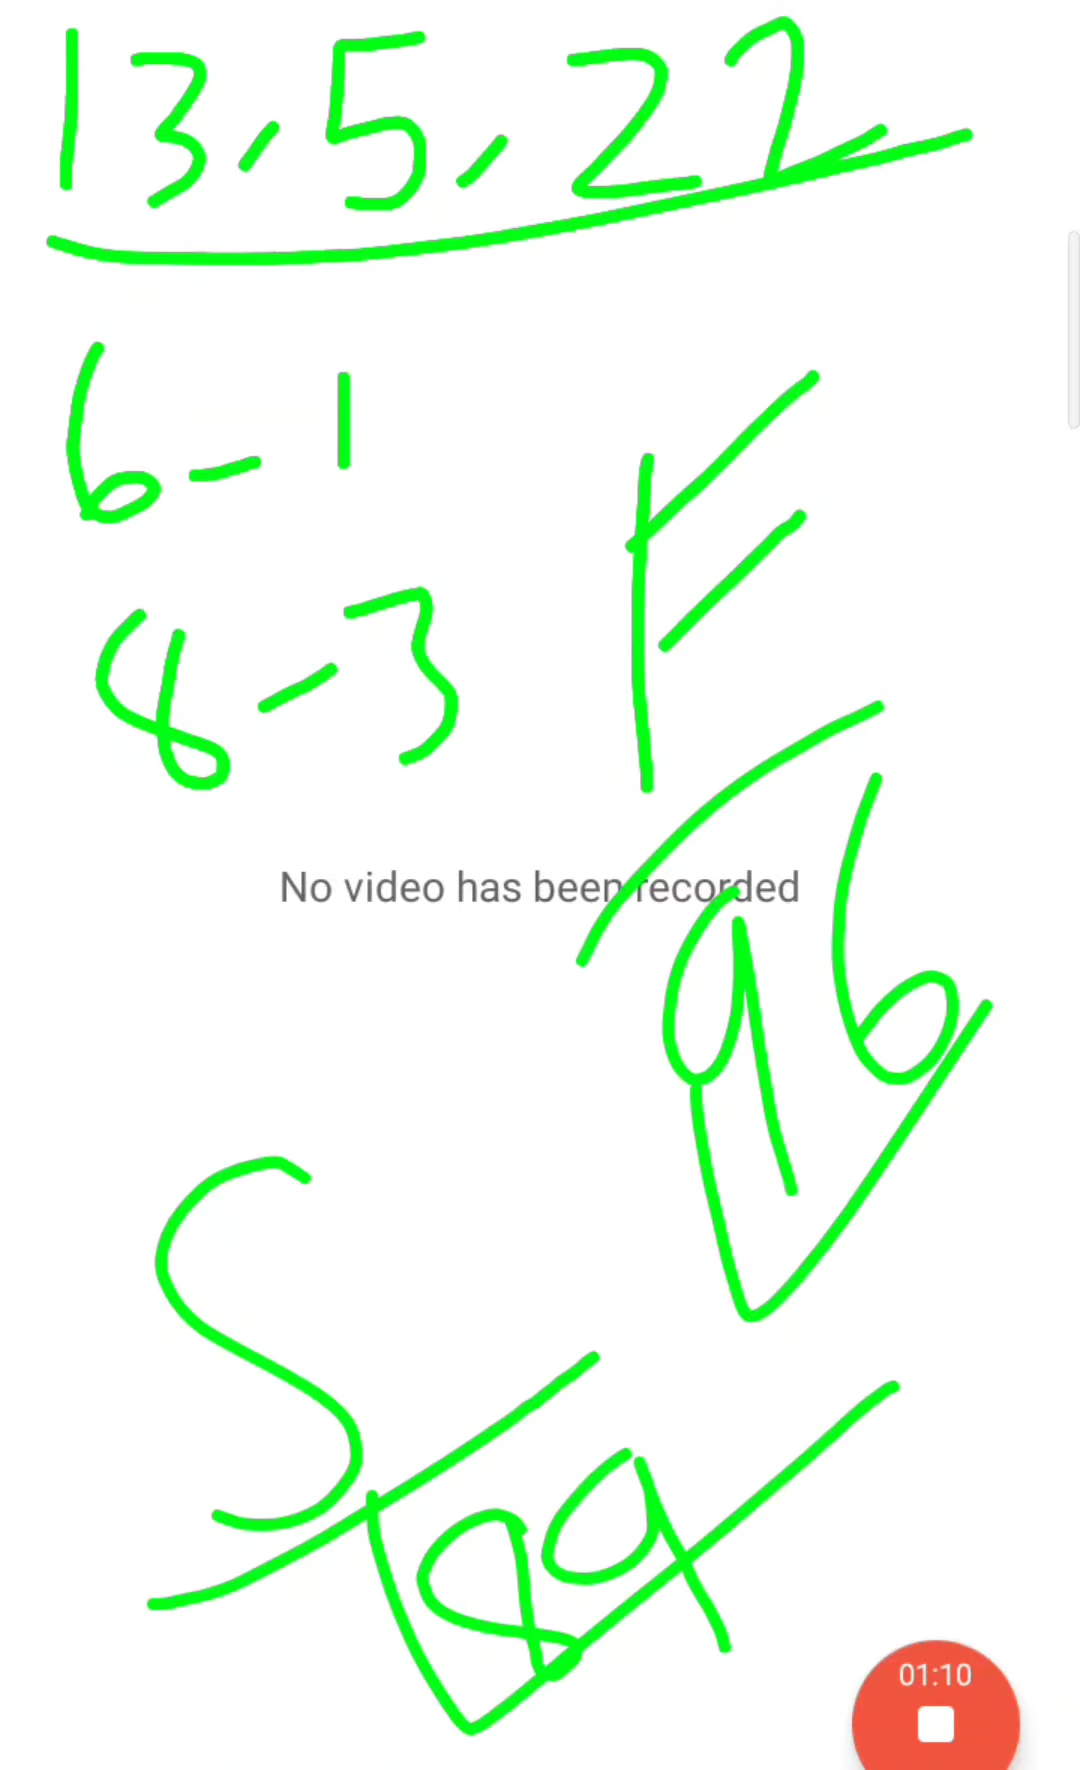 13, 5, 22
6 - 1
8 - 3
F
No video has been recorded
96
S
89
01:10